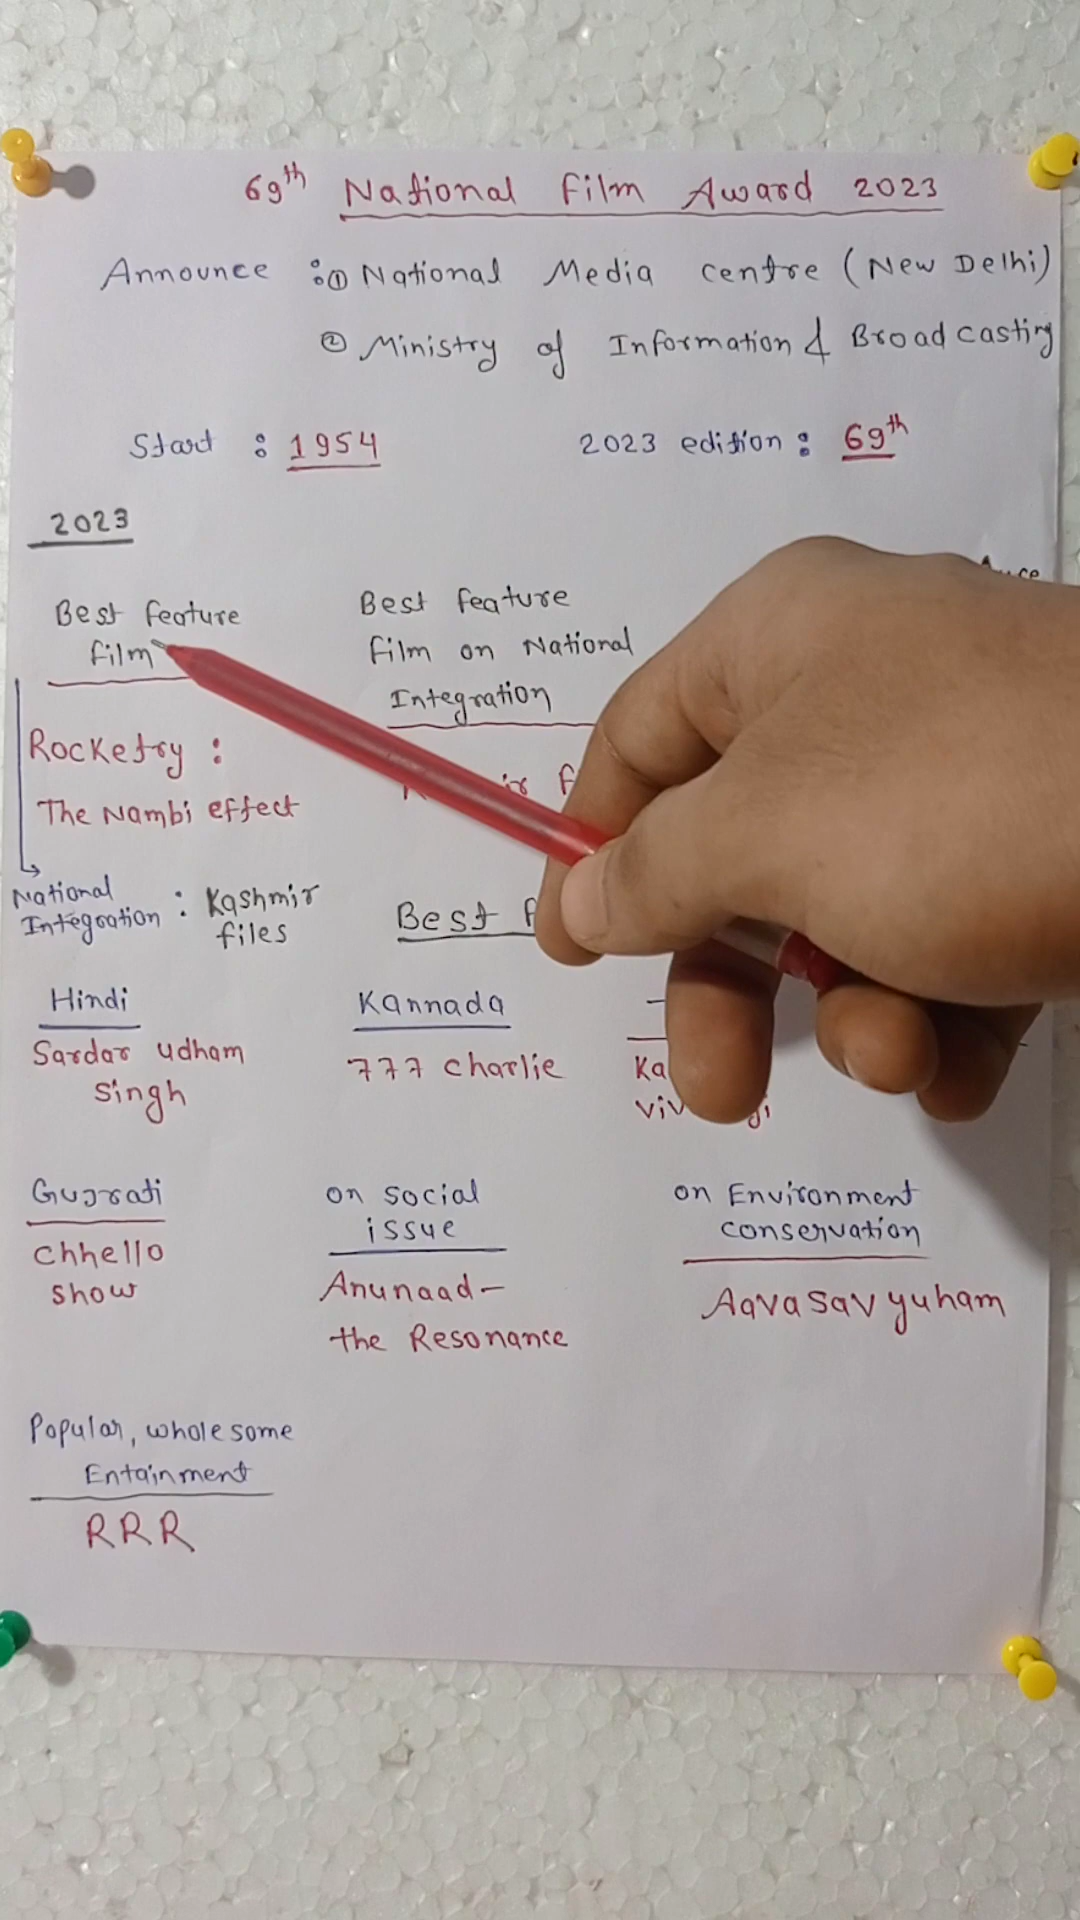 69th National Film Award 2023
Announce : ① National Media centre (New Delhi)
② Ministry of Information & Broadcasting
Start : 1954 2023 edition : 69th
2023
Best feature
film
Best feature
film on National
Integration
Rocketry :
The Nambi effect
National
Integration : Kashmir
files
Best
Hindi
Sardar Udham
Singh
Kannada
777 Charlie
Gujrati
Chhello
show
on social
issue
Anunaad -
the Resonance
on Environment
conservation
Aavasavyuham
Popular, wholesome
Entainment
RRR